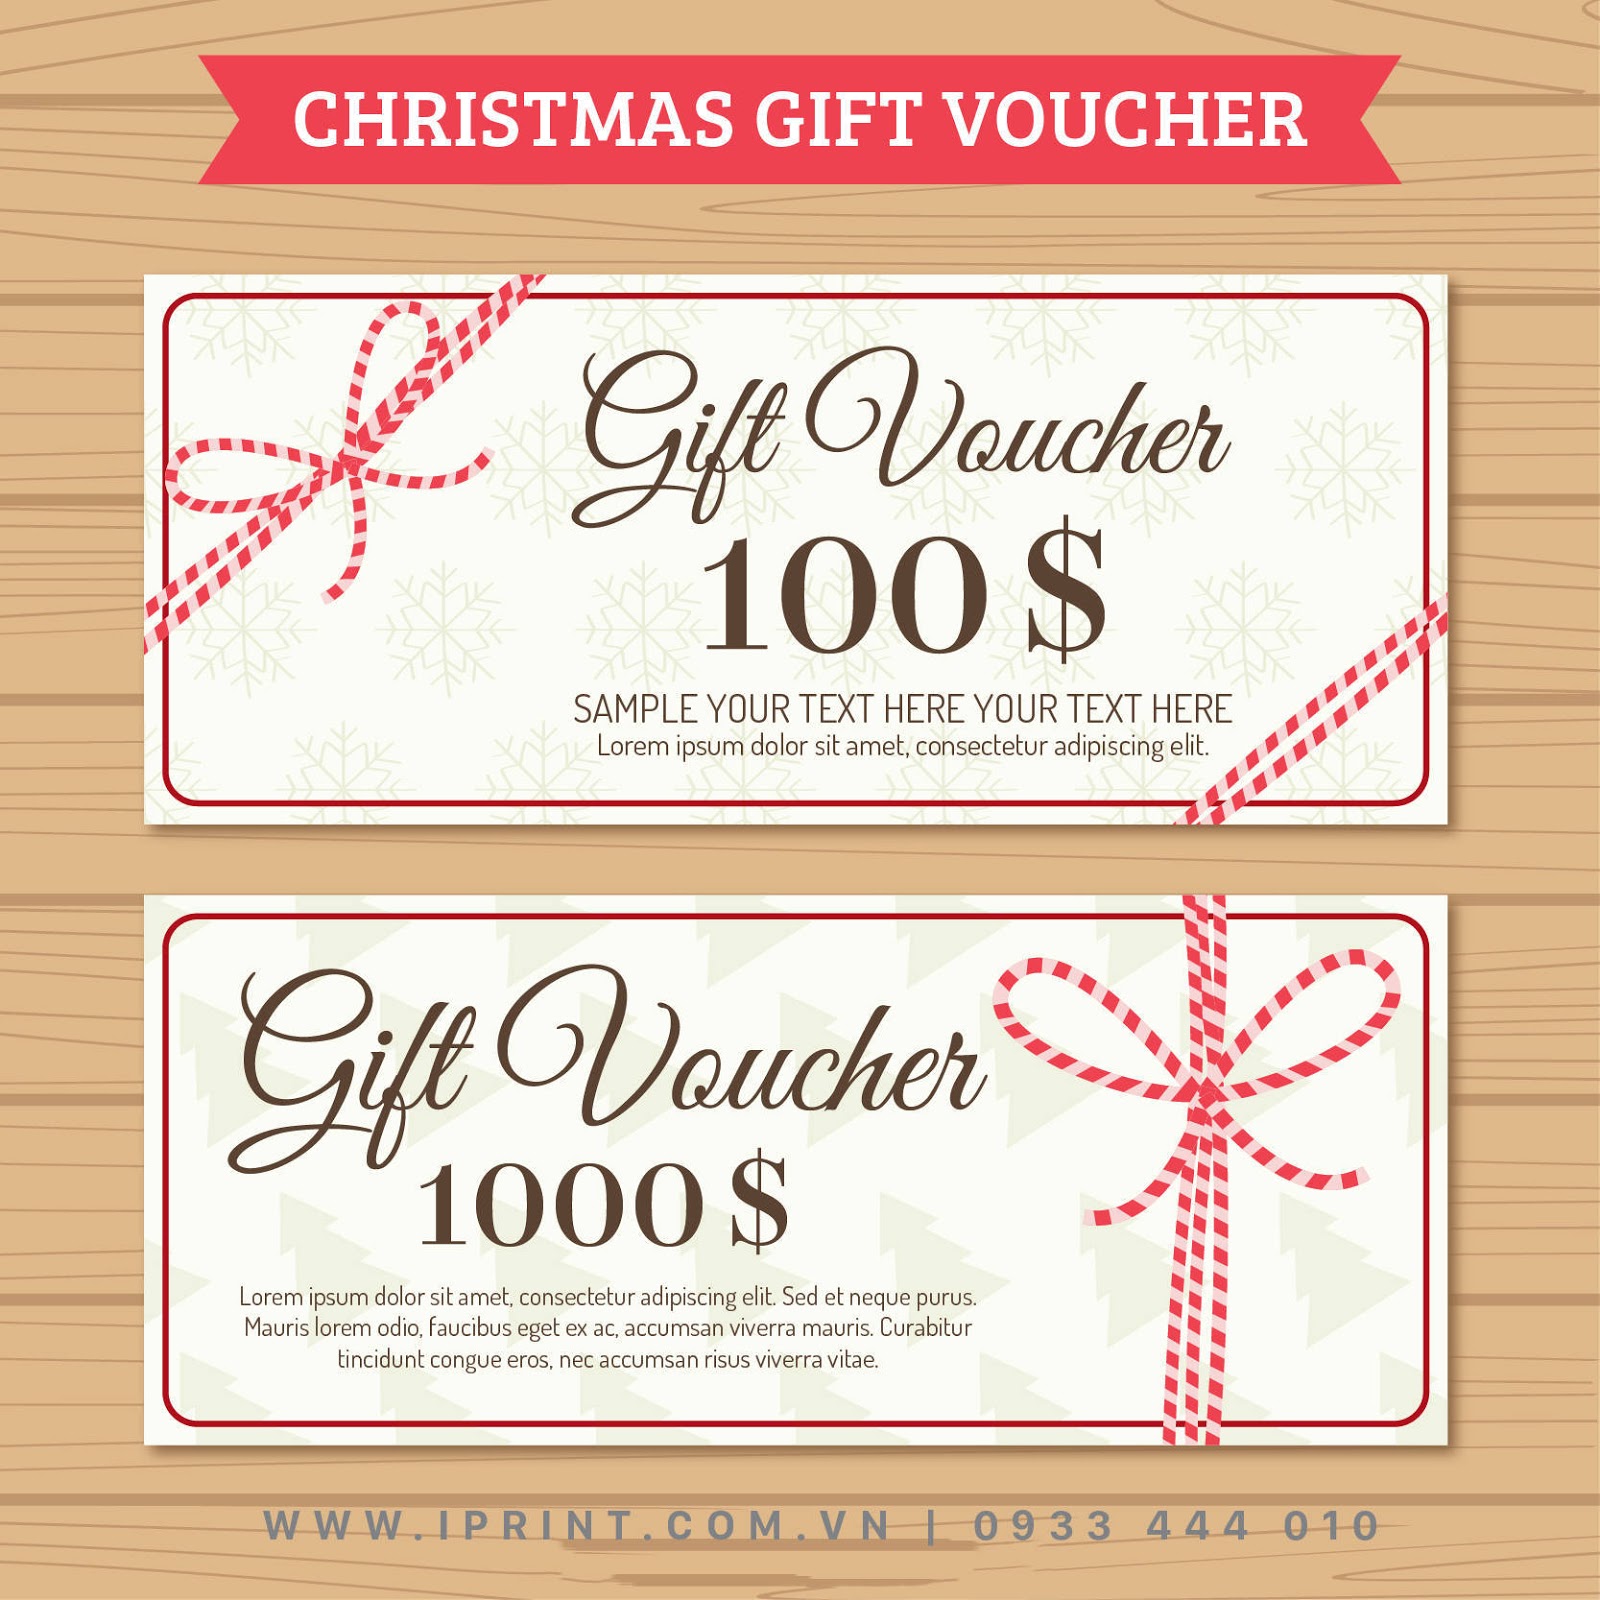 CHRISTMAS GIFT VOUCHER
Gift Voucher
100 $
SAMPLE YOUR TEXT HERE YOUR TEXT HERE
Lorem ipsum dolor sit amet, consectetur adipiscing elit.
Gift Voucher
1000 $
Lorem ipsum dolor sit amet, consectetur adipiscing elit. Sed et neque purus.
Mauris lorem odio, faucibus eget ex ac, accumsan viverra mauris. Curabitur
tincidunt congue eros, nec accumsan risus viverra vitae.
WWW.IPRINT.COM.VN | 0933 444 010